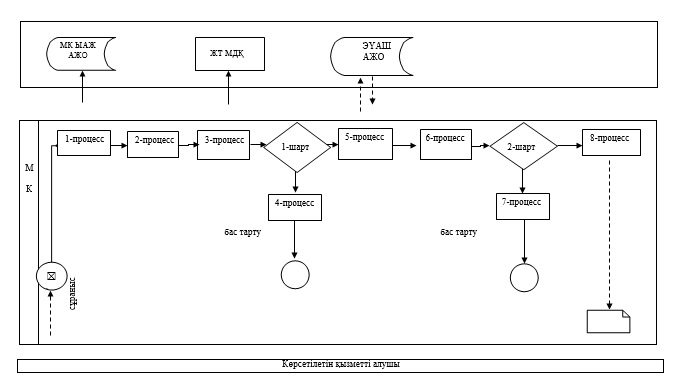 МК ЫАЖ
АЖО
ЖТ МДҚ
ЭҮАШ
АЖО
М
К
1-процесс
2-процесс
3-процесс
1-шарт
5-процесс
6-процесс
2-шарт
8-процесс
4-процесс
7-процесс
бас тарту
бас тарту
сұраныс
Көрсетілетін қызметті алушы